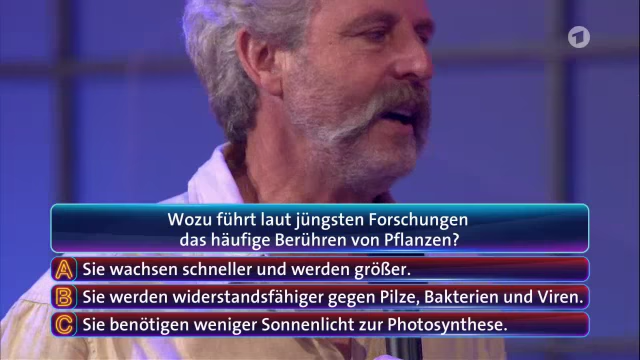 Wozu führt laut jüngsten Forschungen
das häufige Berühren von Pflanzen?
A Sie wachsen schneller und werden größer.
B Sie werden widerstandsfähiger gegen Pilze, Bakterien und Viren.
C Sie benötigen weniger Sonnenlicht zur Photosynthese.